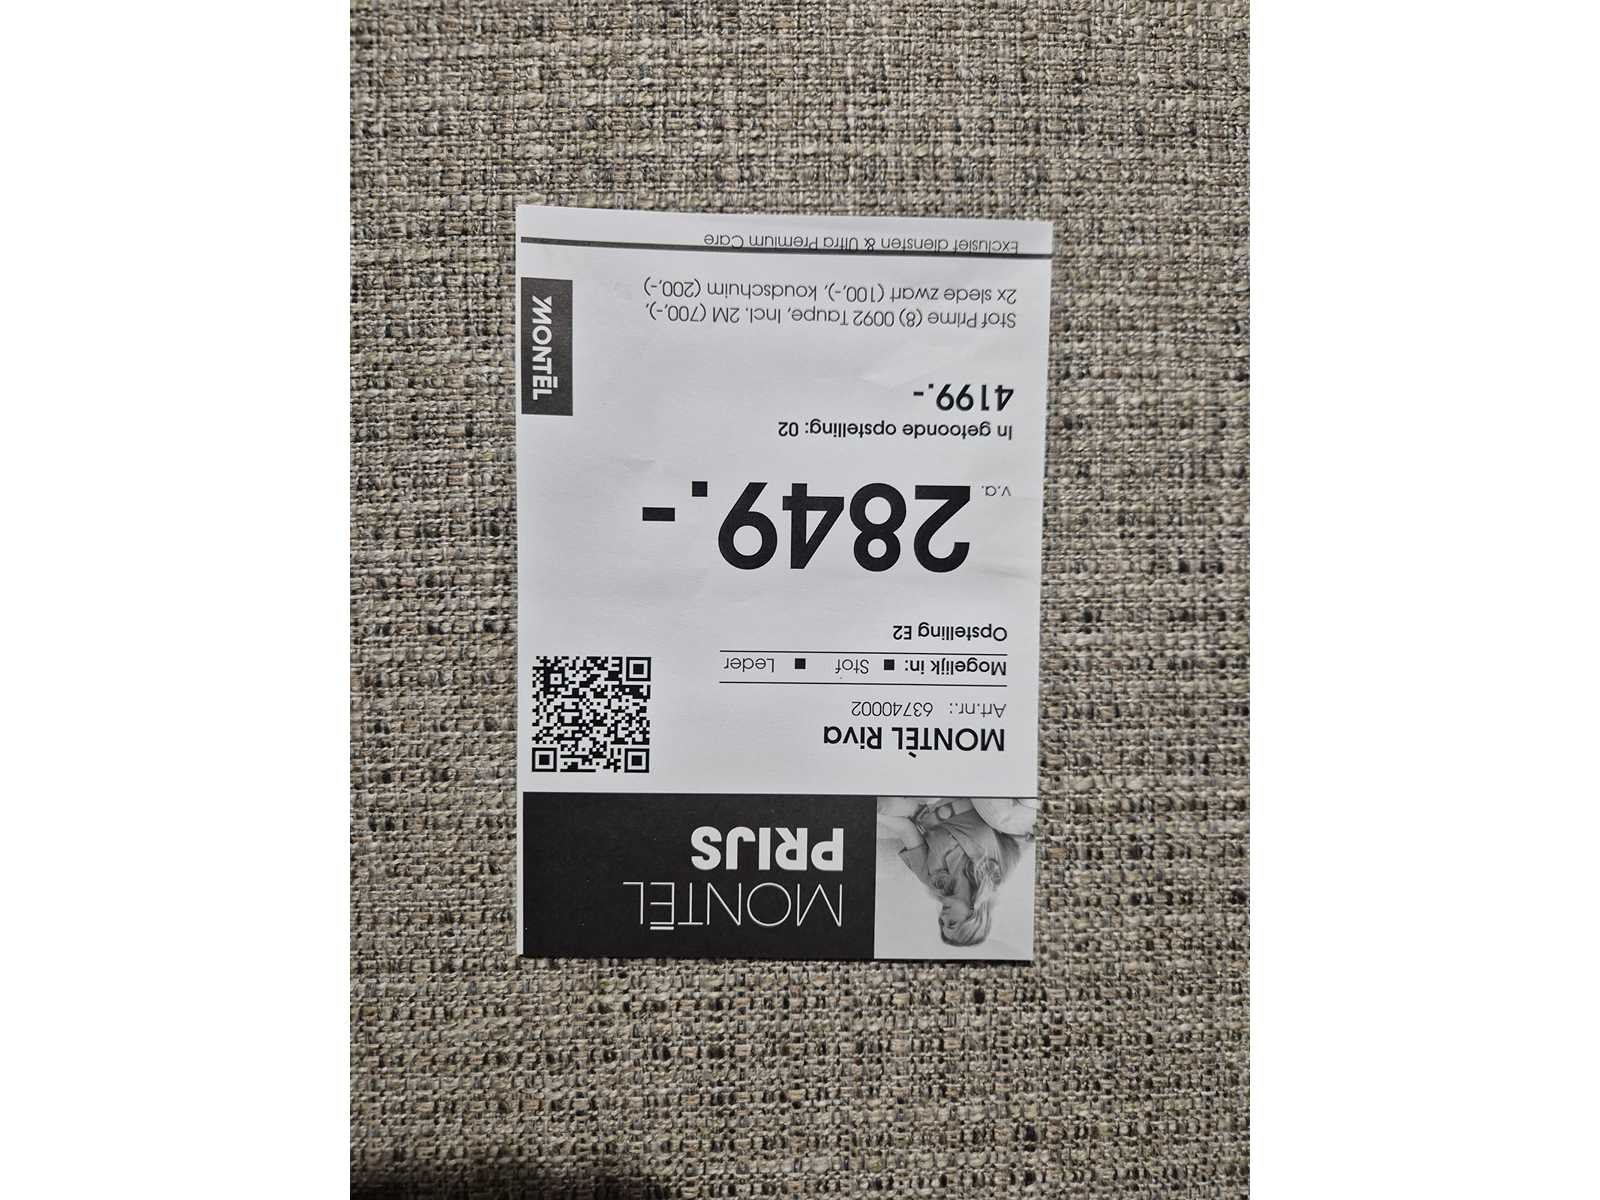 MONTĒL
PRIJS
MONTÈL Riva
Art.nr.: 63740002
Mogelijk in: ■ Stof ■ Leder
Opstelling E2
v.a. 2849.-
In getoonde opstelling: 02
4199.-
Stof Prime (8) 0092 Taupe, Incl. 2M (700,-),
2x slede zwart (100,-), koudschuim (200,-)
Exclusief diensten & Ultra Premium Care
MONTĒL